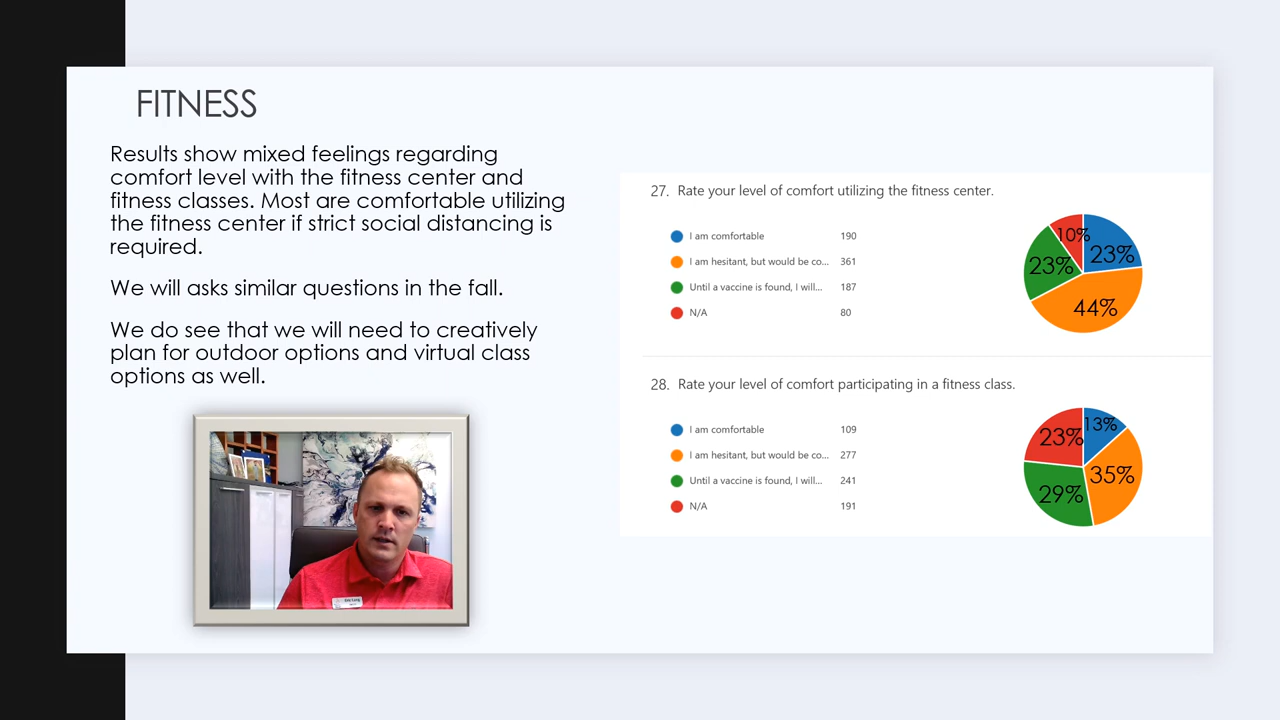 FITNESS
Results show mixed feelings regarding
comfort level with the fitness center and
fitness classes. Most are comfortable utilizing
the fitness center if strict social distancing is
required.
We will asks similar questions in the fall.
We do see that we will need to creatively
plan for outdoor options and virtual class
options as well.
27. Rate your level of comfort utilizing the fitness center.
I am comfortable 190
I am hesitant, but would be co... 361
Until a vaccine is found, I will... 187
N/A 80
10%
23%
23%
44%
28. Rate your level of comfort participating in a fitness class.
I am comfortable 109
I am hesitant, but would be co... 277
Until a vaccine is found, I will... 241
N/A 191
13%
23%
35%
29%